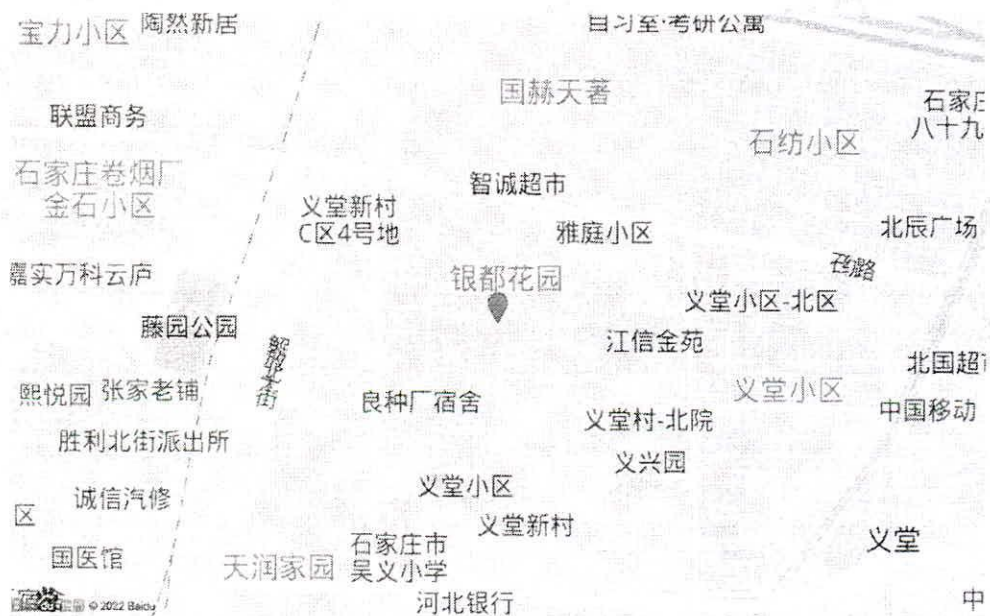 宝力小区
陶然新居
自习室·考研公寓
国赫天著
联盟商务
石家庄
八十九
石纺小区
石家庄卷烟厂
金石小区
智诚超市
义堂新村
C区4号地
雅庭小区
北辰广场
嘉实万科云庐
银都花园
义堂小区-北区
藤园公园
江信金苑
北国超市
熙悦园
张家老铺
良种厂宿舍
义堂小区
中国移动
义堂村-北院
胜利北街派出所
义兴园
诚信汽修
义堂小区
区
义堂新村
义堂
国医馆
天润家园
石家庄市
吴义小学
河北银行
中
© 2022 Baidu